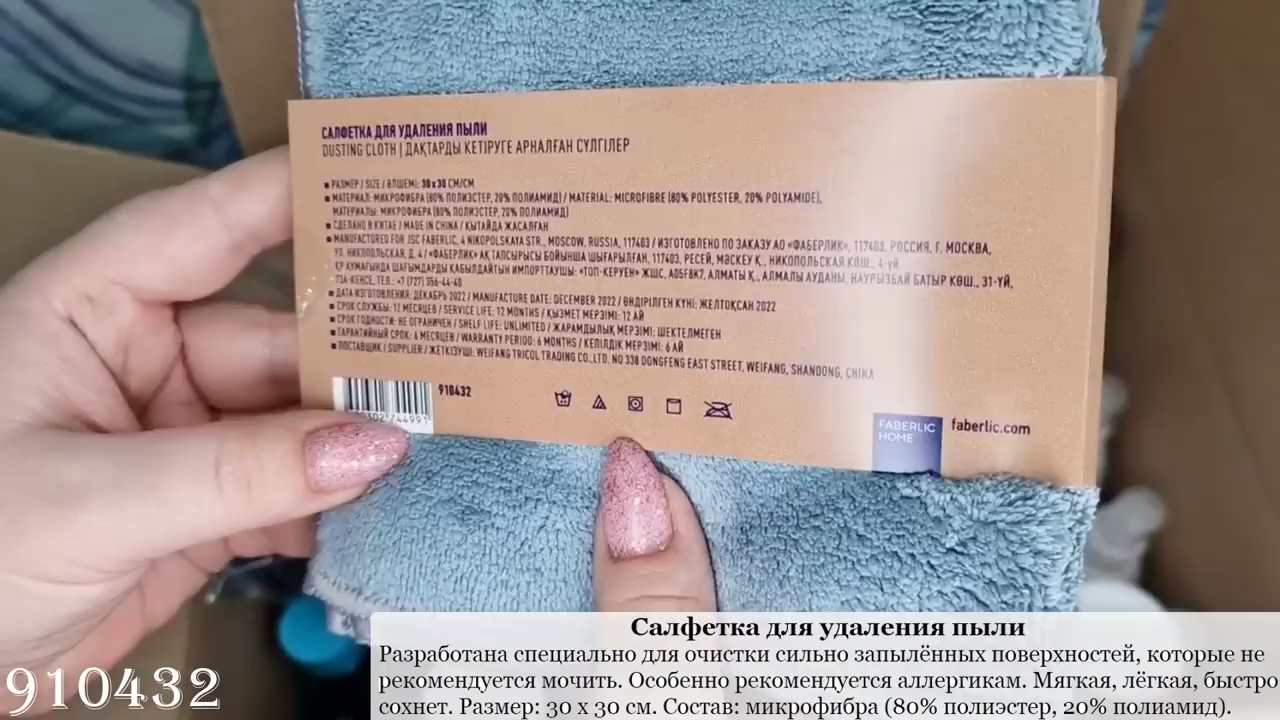 САЛФЕТКА ДЛЯ УДАЛЕНИЯ ПЫЛИ
DUSTING CLOTH | ДАҚТАРДЫ КЕТІРУГЕ АРНАЛҒАН СҮЛГІЛЕР
■ РАЗМЕР / SIZE / ӨЛШЕМІ: 30 x 30 СМ/CM
■ МАТЕРИАЛ: МИКРОФИБРА (80% ПОЛИЭСТЕР, 20% ПОЛИАМИД) / MATERIAL: MICROFIBRE (80% POLYESTER, 20% POLYAMIDE),
МАТЕРИАЛЫ: МИКРОФИБРА (80% ПОЛИЭСТЕР, 20% ПОЛИАМИД)
■ СДЕЛАНО В КИТАЕ / MADE IN CHINA / ҚЫТАЙДА ЖАСАЛҒАН
■ MANUFACTURED FOR JSC FABERLIC, 4 NIKOPOLSKAYA STR., MOSCOW, RUSSIA, 117403 / ИЗГОТОВЛЕНО ПО ЗАКАЗУ АО «ФАБЕРЛИК», 117403, РОССИЯ, Г. МОСКВА,
УЛ. НИКОПОЛЬСКАЯ, Д. 4 / «ФАБЕРЛИК» АҚ ТАПСЫРЫСЫ БОЙЫНША ШЫҒАРЫЛҒАН, 117403, РЕСЕЙ, МӘСКЕУ Қ., НИКОПОЛЬСКАЯ КӨШ., 4-үй.
ҚР АУМАҒЫНДА ШАҒЫМДАРДЫ ҚАБЫЛДАЙТЫН ИМПОРТТАУШЫ: «ТОП-КЕРУЕН» ЖШС, A05F8K7, АЛМАТЫ Қ., АЛМАЛЫ АУДАНЫ, НАУРЫЗБАЙ БАТЫР КӨШ., 31-ҮЙ,
73А-КЕҢСЕ, ТЕЛ.: +7 (727) 356-44-40
■ ДАТА ИЗГОТОВЛЕНИЯ: ДЕКАБРЬ 2022 / MANUFACTURE DATE: DECEMBER 2022 / ӨНДІРІЛГЕН КҮНІ: ЖЕЛТОҚСАН 2022
■ СРОК СЛУЖБЫ: 12 МЕСЯЦЕВ / SERVICE LIFE: 12 MONTHS / ҚЫЗМЕТ МЕРЗІМІ: 12 АЙ
■ СРОК ГОДНОСТИ: НЕ ОГРАНИЧЕН / SHELF LIFE: UNLIMITED / ЖАРАМДЫЛЫҚ МЕРЗІМІ: ШЕКТЕЛМЕГЕН
■ ГАРАНТИЙНЫЙ СРОК: 6 МЕСЯЦЕВ / WARRANTY PERIOD: 6 MONTHS / КЕПІЛДІК МЕРЗІМІ: 6 АЙ
■ ПОСТАВЩИК / SUPPLIER / ЖЕТКІЗУШІ: WEIFANG TRICOL TRADING CO.,LTD. NO 338 DONGFENG EAST STREET, WEIFANG, SHANDONG, CHINA
910432
FABERLIC
HOME
faberlic.com
910432
Салфетка для удаления пыли
Разработана специально для очистки сильно запылённых поверхностей, которые не
рекомендуется мочить. Особенно рекомендуется аллергикам. Мягкая, лёгкая, быстро
сохнет. Размер: 30 х 30 см. Состав: микрофибра (80% полиэстер, 20% полиамид).